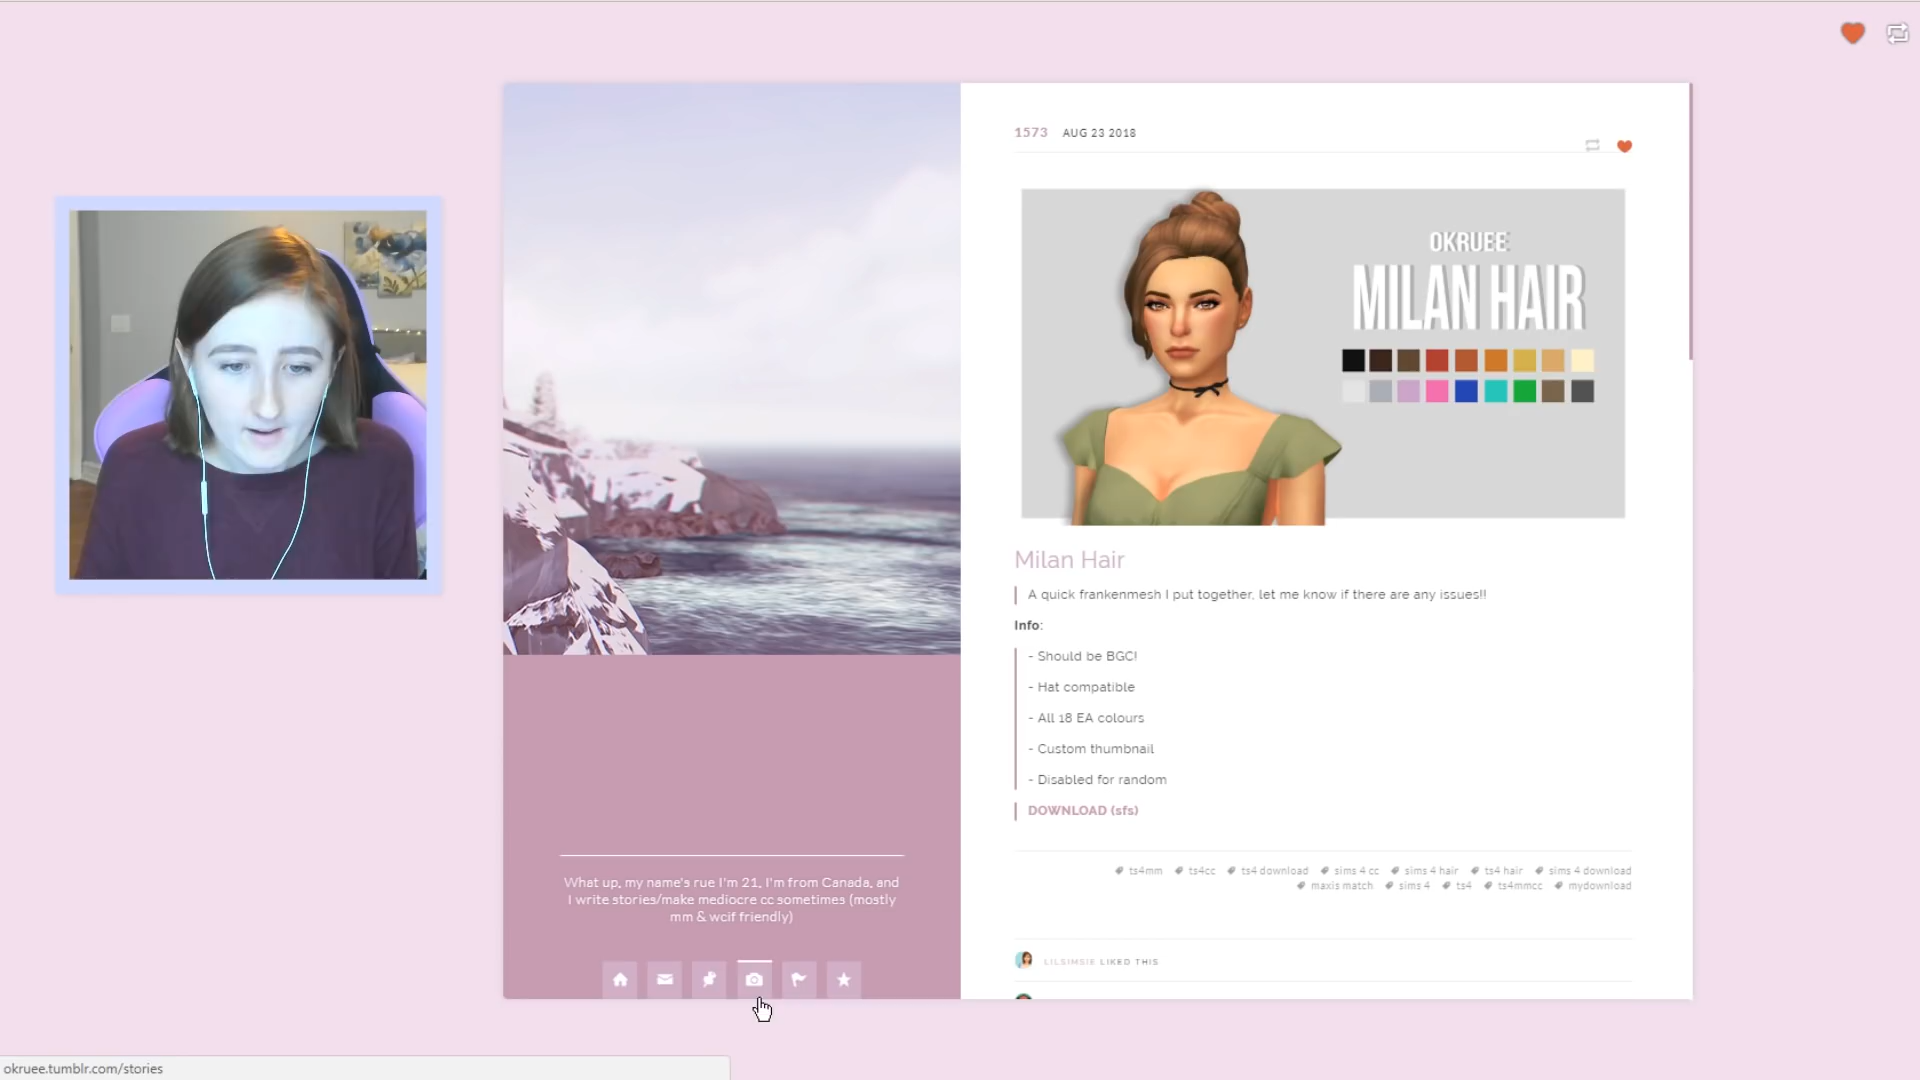 1573 AUG 23 2018
OKRUEE
MILAN HAIR
Milan Hair
A quick frankenmesh I put together, let me know if there are any issues!!
Info:
- Should be BGC!
- Hat compatible
- All 18 EA colours
- Custom thumbnail
- Disabled for random
DOWNLOAD (sfs)
ts4mm ts4cc ts4 download sims 4 cc sims 4 hair ts4 hair sims 4 download
maxis match sims 4 ts4 ts4mmcc mydownload
LILSIMSIE LIKED THIS
What up, my name's rue I'm 21, I'm from Canada, and
I write stories/make mediocre cc sometimes (mostly
mm & wcif friendly)
okruee.tumblr.com/stories